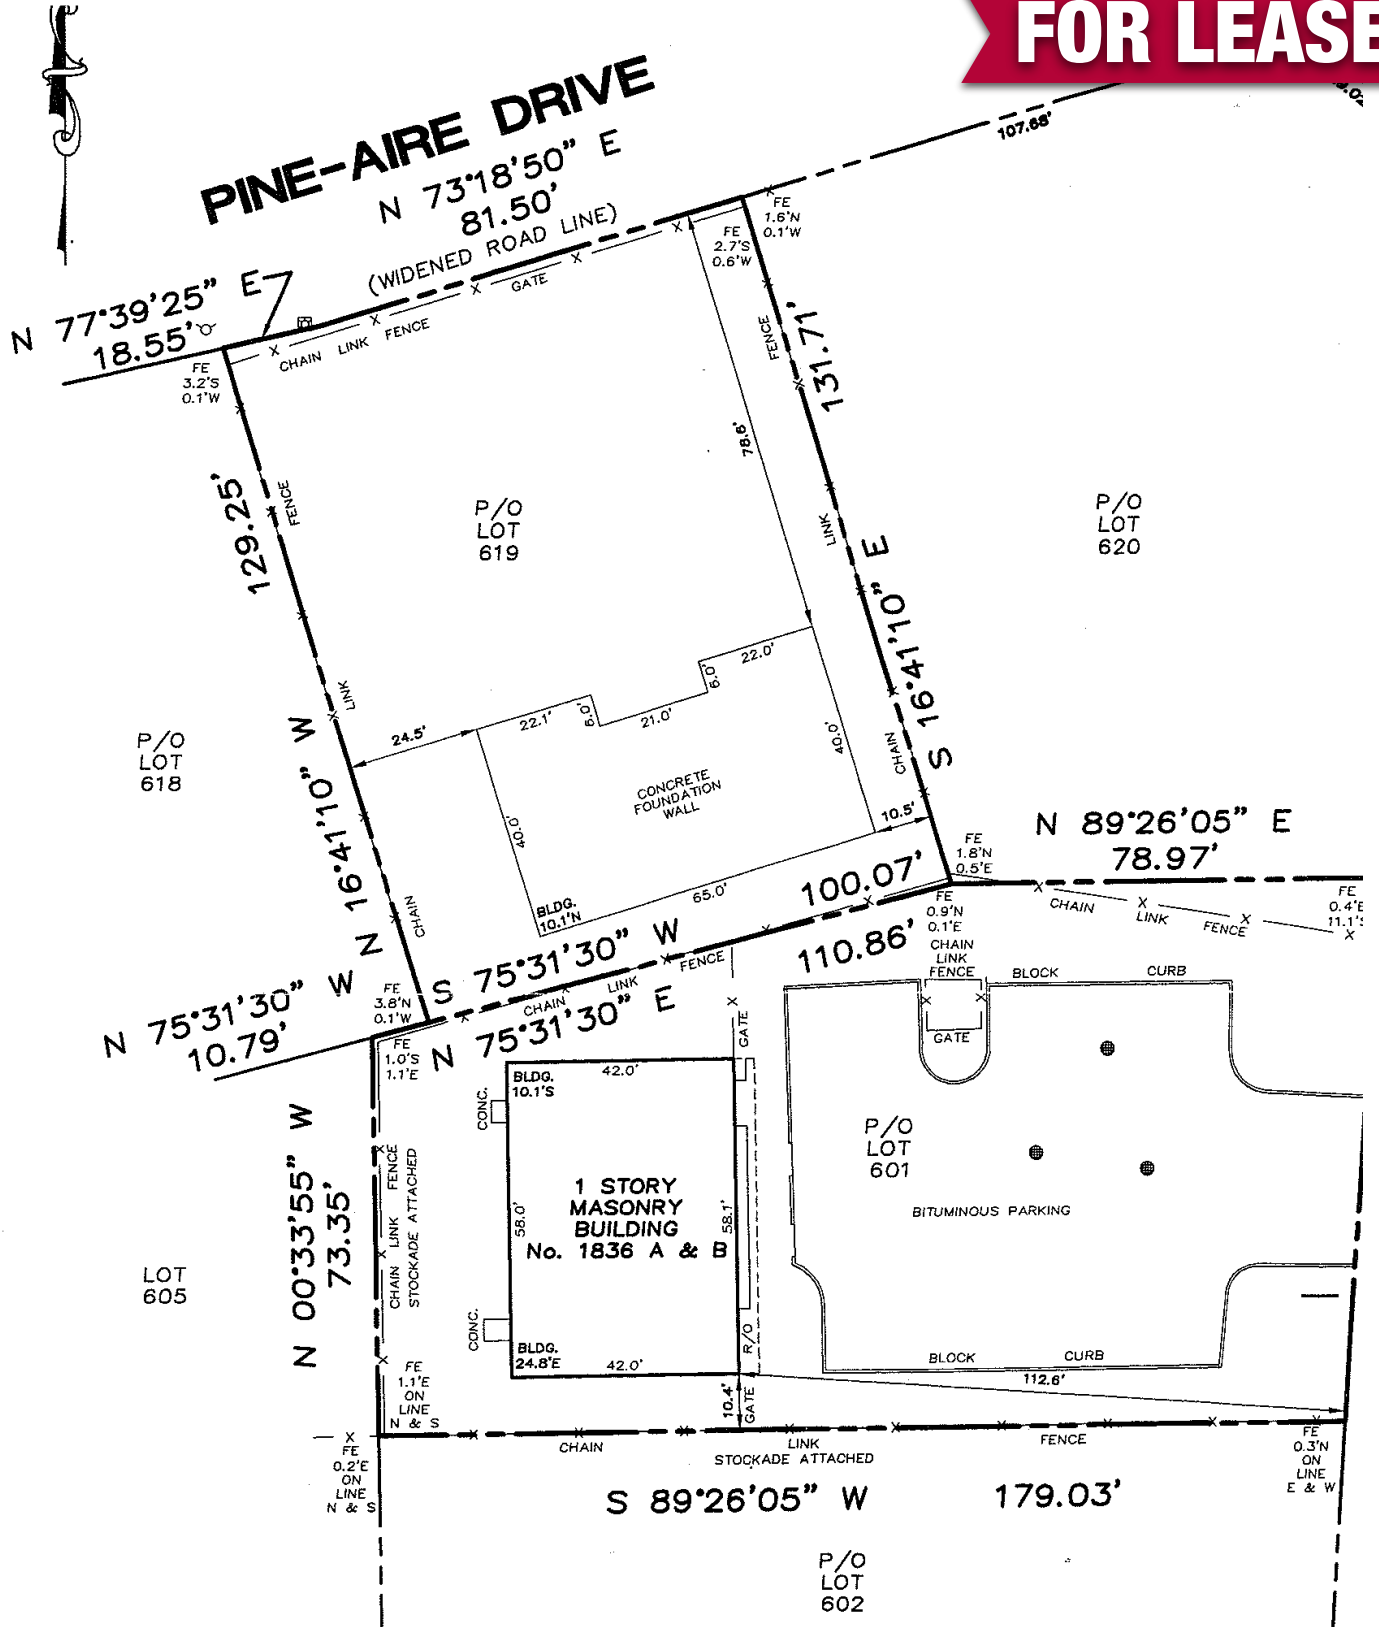 FOR LEASE
PINE-AIRE DRIVE
N 73°18'50" E
81.50'
(WIDENED ROAD LINE)
107.68'
N 77°39'25" E
18.55'
FE
3.2'S
0.1'W
CHAIN LINK FENCE
GATE
FE
2.7'S
0.6'W
FE
1.6'N
0.1'W
FENCE
131.71'
LINK
S 16°41'10" E
CHAIN
78.6'
129.25'
FENCE
LINK
N 16°41'10" W
CHAIN
P/O
LOT
619
P/O
LOT
620
P/O
LOT
618
24.5'
22.1'
6.0'
21.0'
6.0'
22.0'
40.0'
40.0'
CONCRETE
FOUNDATION
WALL
10.5'
65.0'
BLDG.
10.1'N
N 89°26'05" E
78.97'
FE
1.8'N
0.5'E
CHAIN LINK FENCE
FE
0.4'E
FE
0.9'N
0.1'E
CHAIN
LINK
FENCE
GATE
BLOCK CURB
S 75°31'30" W 100.07'
CHAIN LINK FENCE
N 75°31'30" E 110.86'
N 75°31'30" W
10.79'
FE
3.8'N
0.1'W
FE
1.0'S
1.1'E
GATE
BLDG.
10.1'S
42.0'
CONC.
58.0'
1 STORY
MASONRY
BUILDING
No. 1836 A & B
58.1'
CONC.
BLDG.
24.8'E
42.0'
R/O
P/O
LOT
601
BITUMINOUS PARKING
BLOCK CURB
112.6'
10.4'
GATE
N 00°33'55" W
73.35'
CHAIN LINK FENCE
STOCKADE ATTACHED
LOT
605
FE
1.1'E
ON
LINE
N & S
FE
0.2'E
ON
LINE
N & S
CHAIN LINK FENCE
STOCKADE ATTACHED
FE
0.3'N
ON
LINE
E & W
S 89°26'05" W 179.03'
P/O
LOT
602